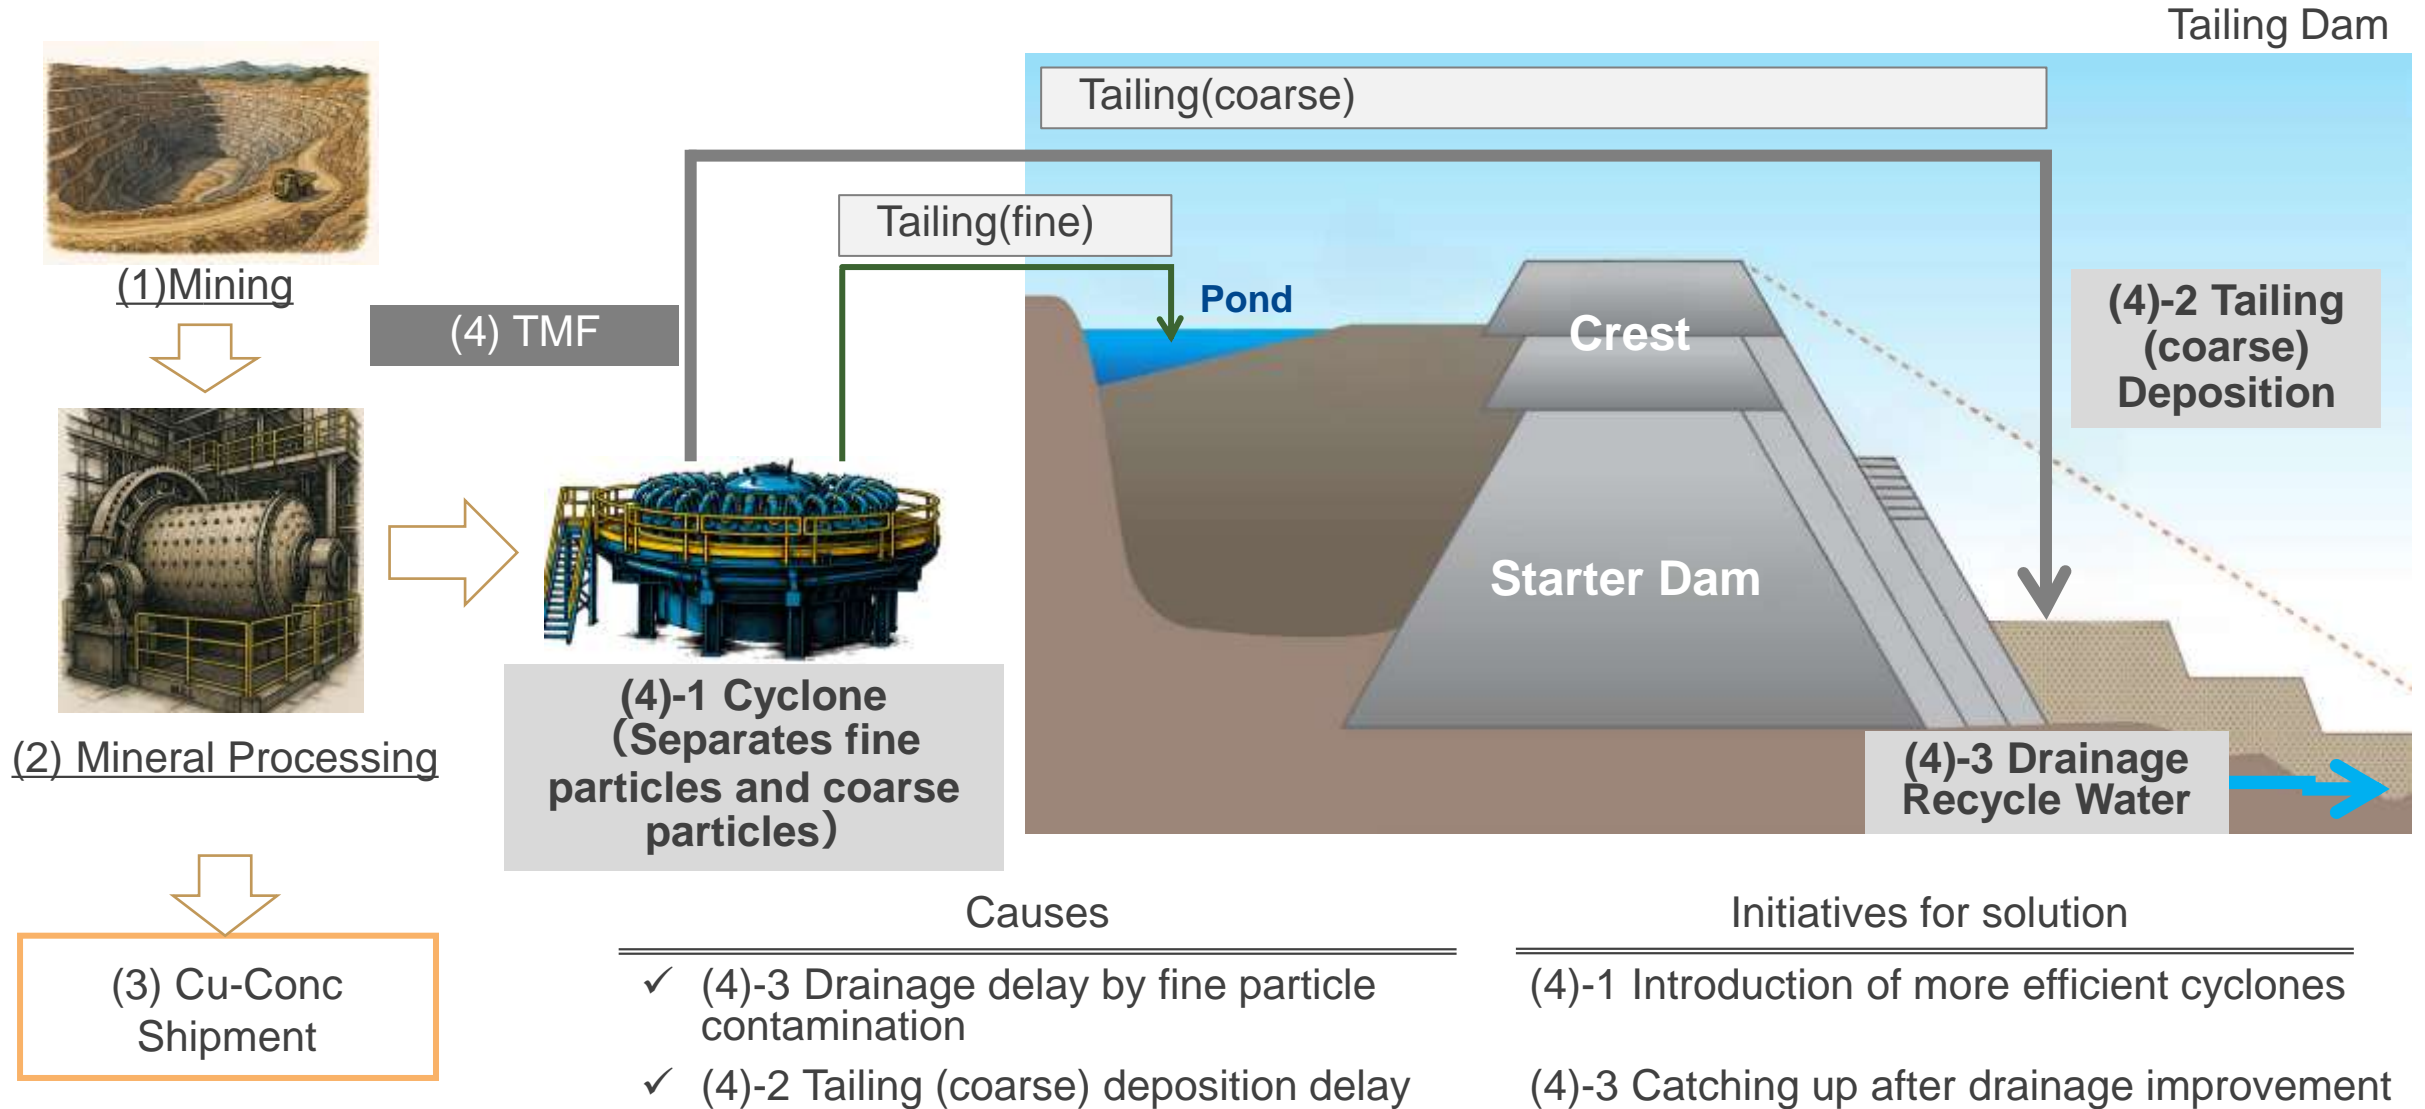 Tailing Dam
Tailing(coarse)
Tailing(fine)
(1)Mining
Pond
(4) TMF
Crest
(4)-2 Tailing
(coarse)
Deposition
Starter Dam
(4)-1 Cyclone
（Separates fine
particles and coarse
particles）
(2) Mineral Processing
(4)-3 Drainage
Recycle Water
(3) Cu-Conc
Shipment
Causes
✓ (4)-3 Drainage delay by fine particle
contamination
✓ (4)-2 Tailing (coarse) deposition delay
Initiatives for solution
(4)-1 Introduction of more efficient cyclones
(4)-3 Catching up after drainage improvement